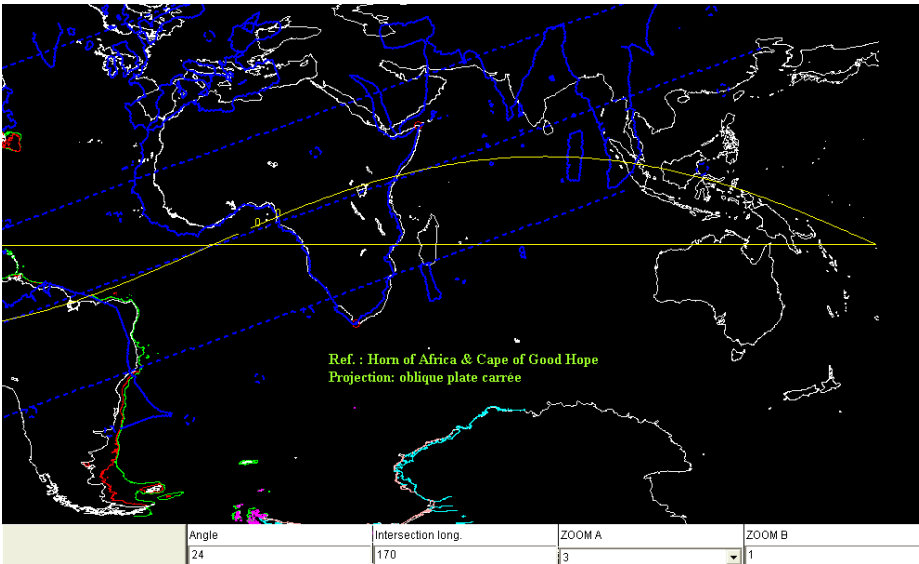 Ref. : Horn of Africa & Cape of Good Hope
Projection: oblique plate carrée
Angle Intersection long. ZOOM A ZOOM B
24 170 3 1